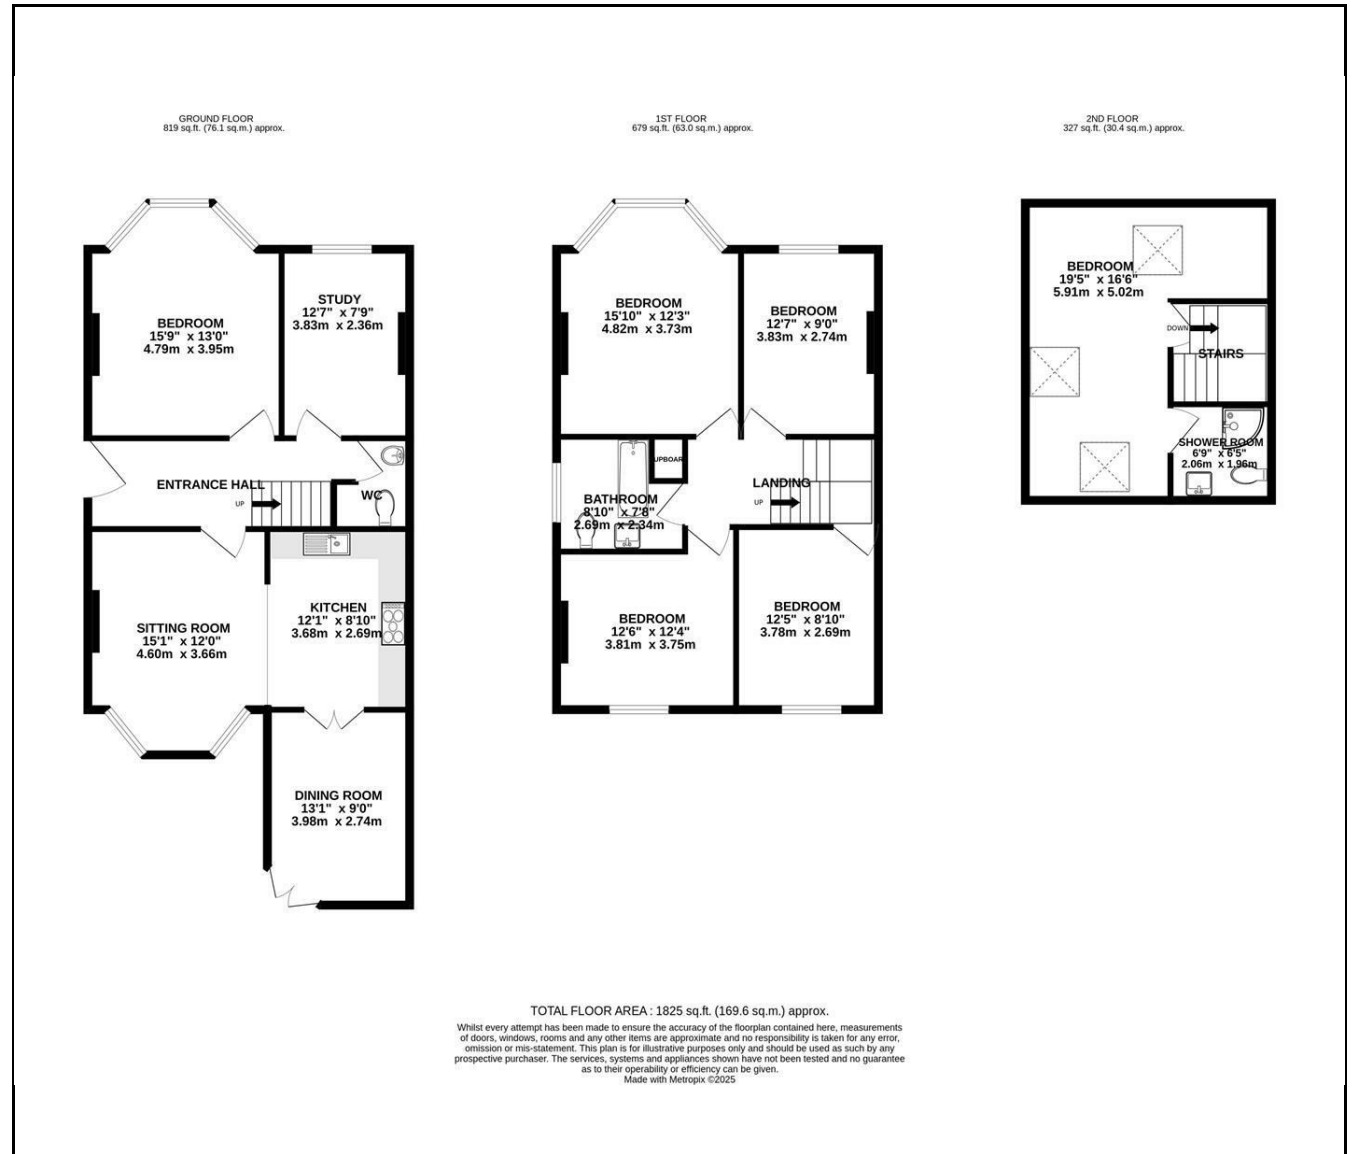 GROUND FLOOR
819 sq.ft. (76.1 sq.m.) approx.
BEDROOM
15'9" x 13'0"
4.79m x 3.95m
STUDY
12'7" x 7'9"
3.83m x 2.36m
ENTRANCE HALL
UP
WC
SITTING ROOM
15'1" x 12'0"
4.60m x 3.66m
KITCHEN
12'1" x 8'10"
3.68m x 2.69m
DINING ROOM
13'1" x 9'0"
3.98m x 2.74m
1ST FLOOR
679 sq.ft. (63.0 sq.m.) approx.
BEDROOM
15'10" x 12'3"
4.82m x 3.73m
BEDROOM
12'7" x 9'0"
3.83m x 2.74m
UPBOAR
LANDING
UP
BATHROOM
8'10" x 7'8"
2.69m x 2.34m
BEDROOM
12'6" x 12'4"
3.81m x 3.75m
BEDROOM
12'5" x 8'10"
3.78m x 2.69m
2ND FLOOR
327 sq.ft. (30.4 sq.m.) approx.
BEDROOM
19'5" x 16'6"
5.91m x 5.02m
DOWN
STAIRS
SHOWER ROOM
6'9" x 6'5"
2.06m x 1.96m
TOTAL FLOOR AREA : 1825 sq.ft. (169.6 sq.m.) approx.
Whilst every attempt has been made to ensure the accuracy of the floorplan contained here, measurements
of doors, windows, rooms and any other items are approximate and no responsibility is taken for any error,
omission or mis-statement. This plan is for illustrative purposes only and should be used as such by any
prospective purchaser. The services, systems and appliances shown have not been tested and no guarantee
as to their operability or efficiency can be given.
Made with Metropix ©2025